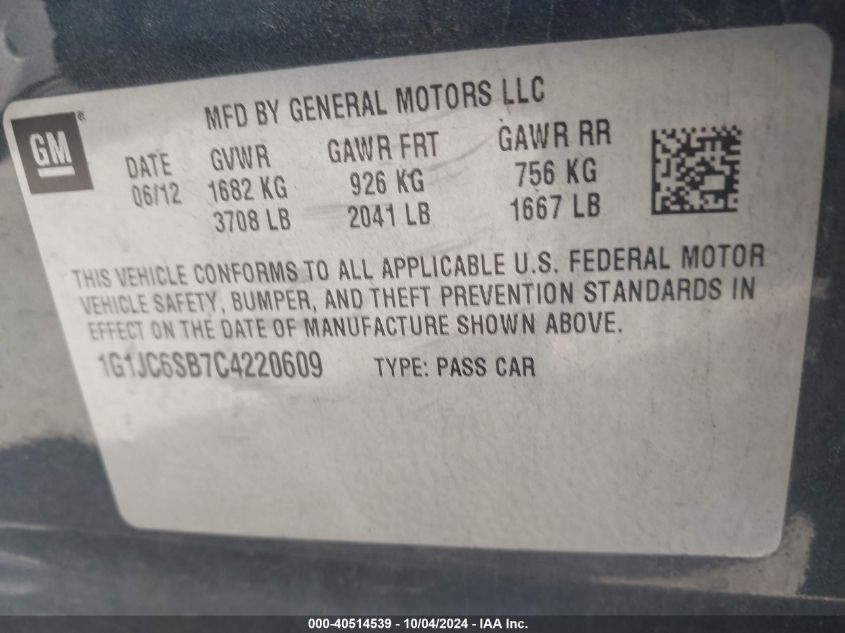 MFD BY GENERAL MOTORS LLC
GM®
DATE GVWR GAWR FRT GAWR RR
06/12 1682 KG 926 KG 756 KG
3708 LB 2041 LB 1667 LB
THIS VEHICLE CONFORMS TO ALL APPLICABLE U.S. FEDERAL MOTOR
VEHICLE SAFETY, BUMPER, AND THEFT PREVENTION STANDARDS IN
EFFECT ON THE DATE OF MANUFACTURE SHOWN ABOVE.
1G1JC6SB7C4220609 TYPE: PASS CAR
000-40514539 - 10/04/2024 - IAA Inc.